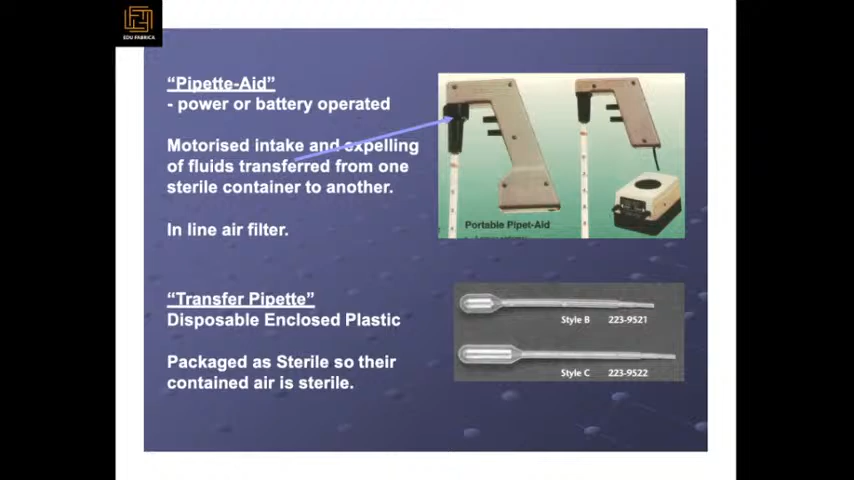 EDU FABRICA
“Pipette-Aid”
- power or battery operated
Motorised intake and expelling
of fluids transferred from one
sterile container to another.
In line air filter.
Portable Pipet-Aid
“Transfer Pipette”
Disposable Enclosed Plastic
Packaged as Sterile so their
contained air is sterile.
Style B 223-9521
Style C 223-9522